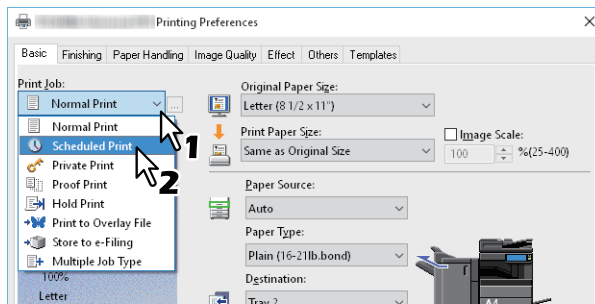 Printing Preferences
Basic Finishing Paper Handling Image Quality Effect Others Templates
Print Job:
Normal Print
...
Normal Print
Scheduled Print
Private Print
Proof Print
Hold Print
Print to Overlay File
Store to e-Filing
Multiple Job Type
1
2
100%
Letter
Original Paper Size:
Letter (8 1/2 x 11")
Print Paper Size:
Same as Original Size
Image Scale:
100 %(25-400)
Paper Source:
Auto
Paper Type:
Plain (16-21lb.bond)
Destination:
Tray 2
A4